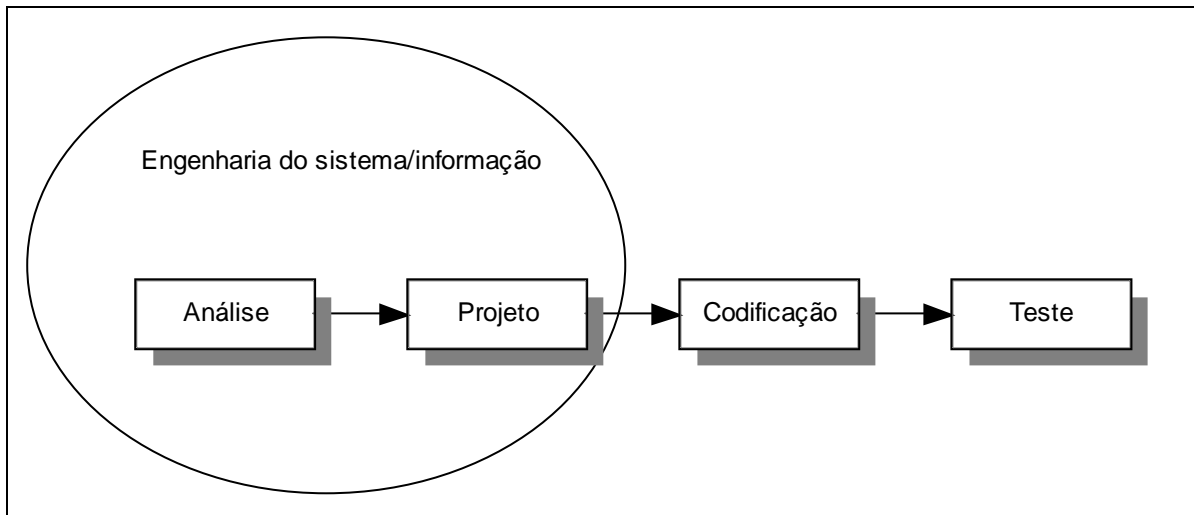 Engenharia do sistema/informação
Análise
Projeto
Codificação
Teste